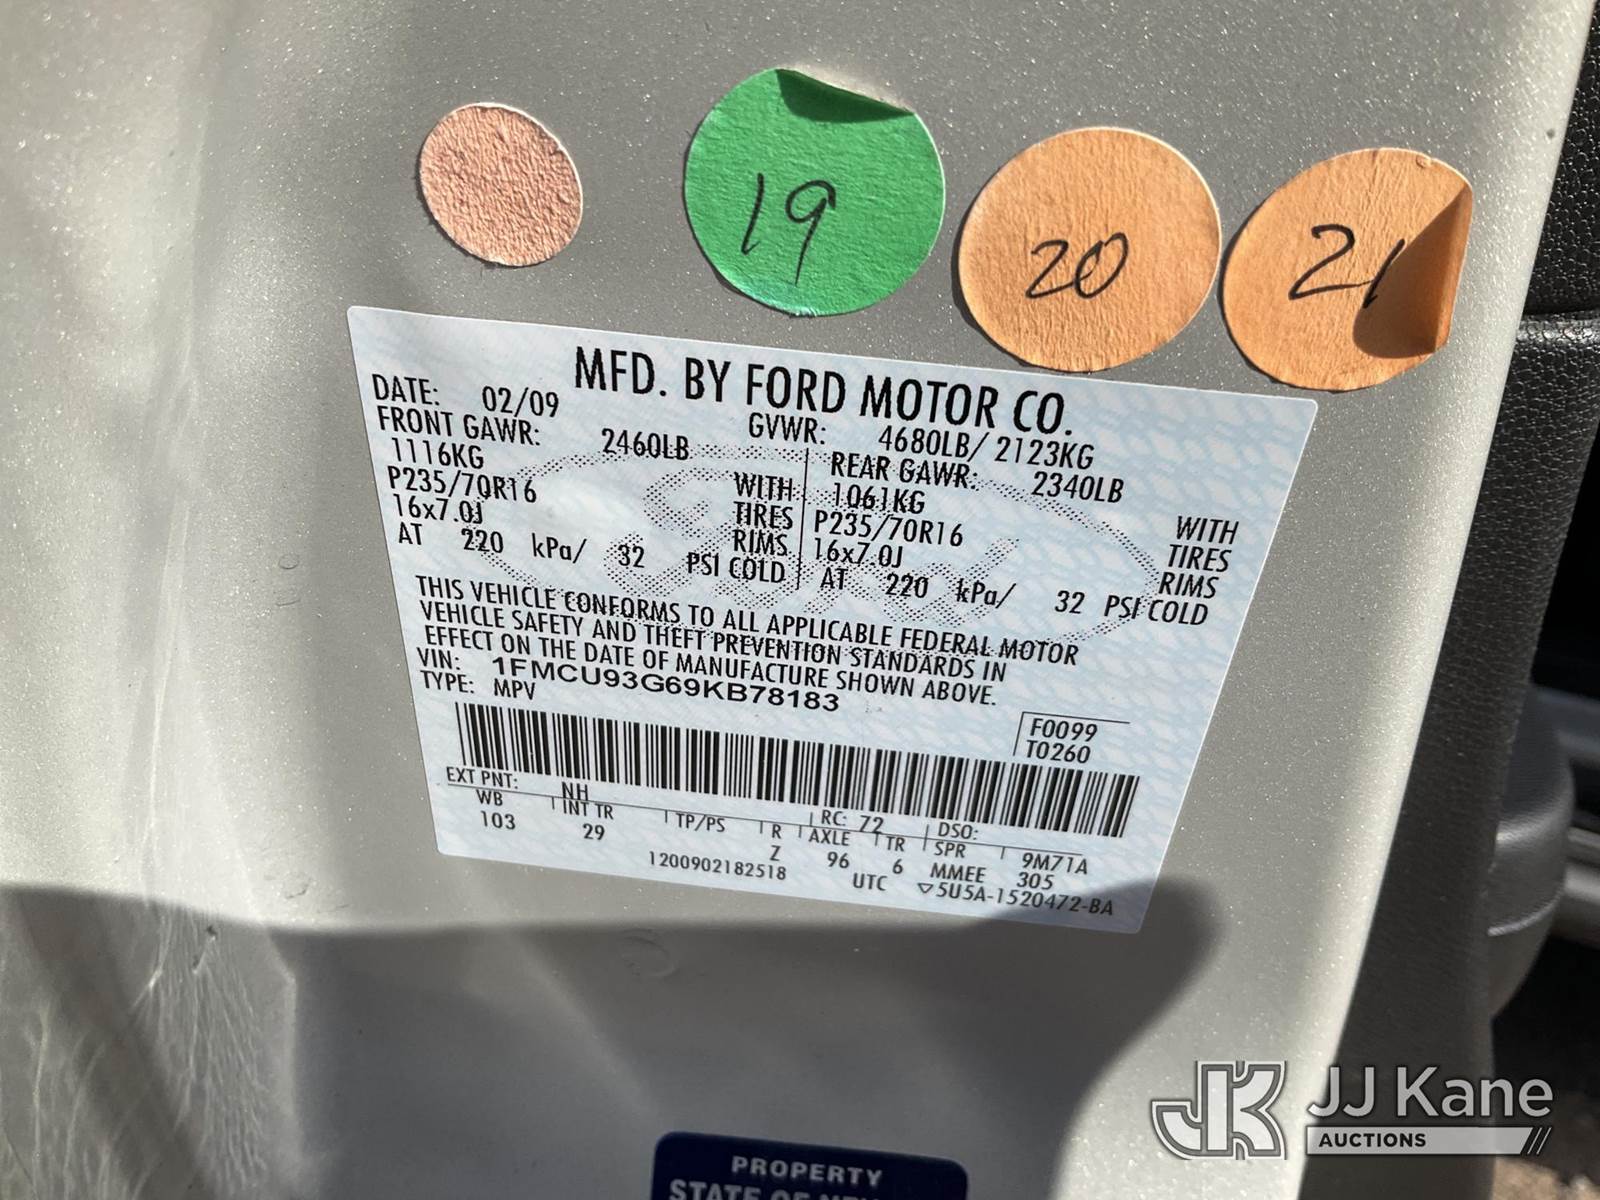 19
20
21
MFD. BY FORD MOTOR CO.
DATE: 02/09 GVWR: 4680LB/ 2123KG
FRONT GAWR: 2460LB REAR GAWR: 2340LB
1116KG WITH 1061KG WITH
P235/70R16 TIRES P235/70R16 TIRES
16x7.0J RIMS 16x7.0J RIMS
AT 220 kPa/ 32 PSI COLD AT 220 kPa/ 32 PSI COLD
THIS VEHICLE CONFORMS TO ALL APPLICABLE FEDERAL MOTOR
VEHICLE SAFETY AND THEFT PREVENTION STANDARDS IN
EFFECT ON THE DATE OF MANUFACTURE SHOWN ABOVE.
VIN: 1FMCU93G69KB78183
TYPE: MPV
F0099
T0260
EXT PNT: NH RC: 72 DSO:
WB INT TR TP/PS R AXLE TR SPR 9M71A
103 29 Z 96 6 MMEE 305
1200902182518 UTC ▽5U5A-1520472-BA
PROPERTY
STATE OF
JK JJ Kane
AUCTIONS